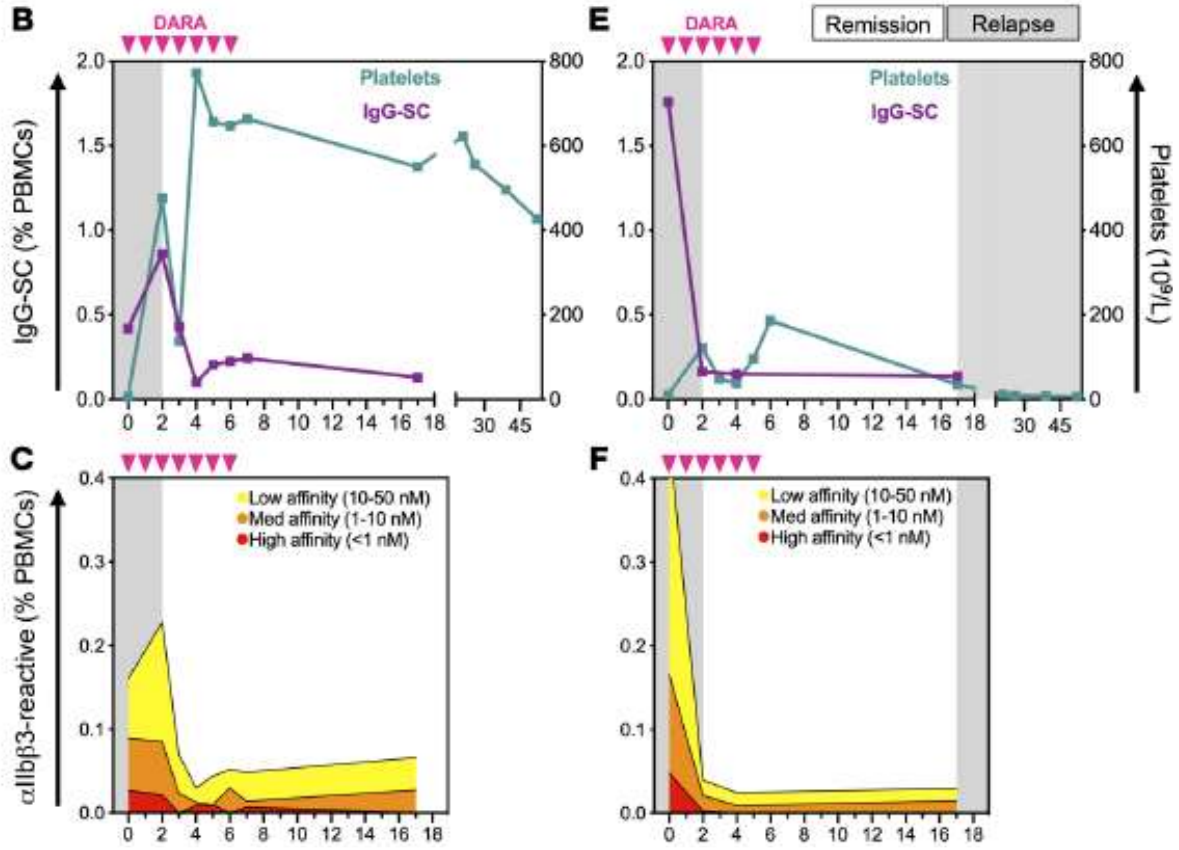 B
DARA
2.0
1.5
1.0
0.5
0.0
IgG-SC (% PBMCs)
Platelets
IgG-SC
800
600
400
200
0
0 2 4 6 8 10 12 14 16 18 30 45
E
DARA
Remission
Relapse
2.0
1.5
1.0
0.5
0.0
Platelets
IgG-SC
800
600
400
200
0
Platelets (10⁹/L)
0 2 4 6 8 10 12 14 16 18 30 45
C
0.4
0.3
0.2
0.1
0.0
αIIbβ3-reactive (% PBMCs)
Low affinity (10-50 nM)
Med affinity (1-10 nM)
High affinity (<1 nM)
0 2 4 6 8 10 12 14 16 18
F
0.4
0.3
0.2
0.1
0.0
Low affinity (10-50 nM)
Med affinity (1-10 nM)
High affinity (<1 nM)
0 2 4 6 8 10 12 14 16 18